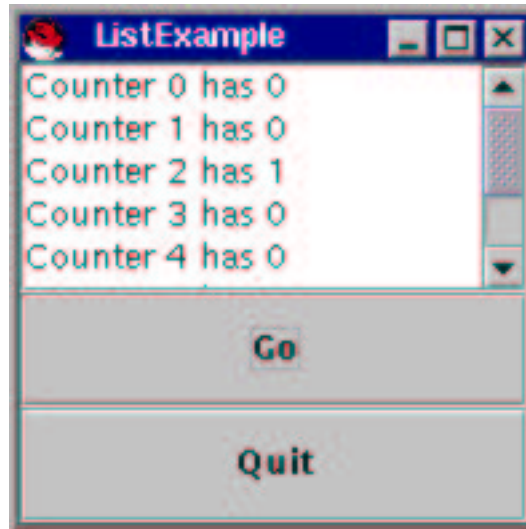 ListExample
Counter 0 has 0
Counter 1 has 0
Counter 2 has 1
Counter 3 has 0
Counter 4 has 0
Go
Quit